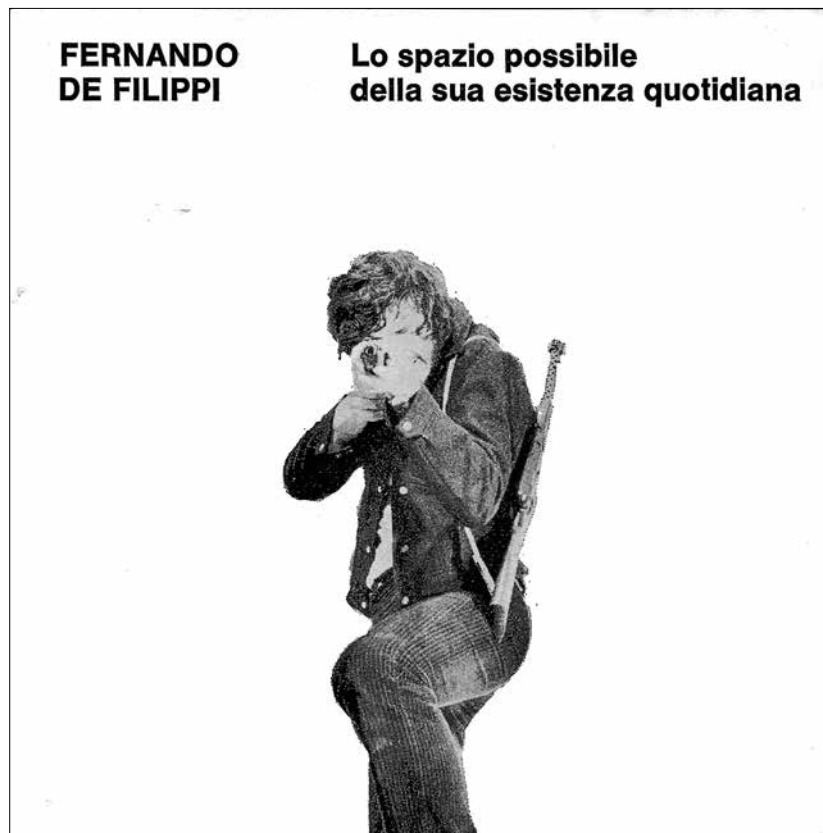 FERNANDO
DE FILIPPI
Lo spazio possibile
della sua esistenza quotidiana